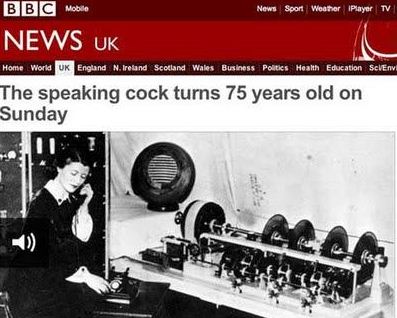 BBC Mobile News Sport Weather iPlayer TV
NEWS UK
Home World UK England N. Ireland Scotland Wales Business Politics Health Education Sci/Envi
The speaking cock turns 75 years old on
Sunday